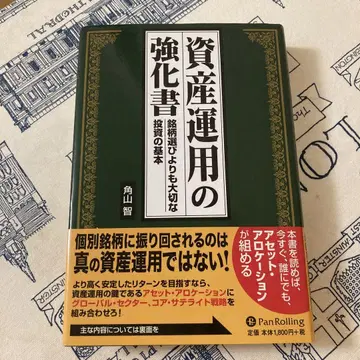 資産運用の
強化書
銘柄選びよりも大切な
投資の基本
角山 智
本書を読めば、
今すぐ、誰にでも、
アセット・
アロケーション
が組める
個別銘柄に振り回されるのは
真の資産運用ではない!
より高く安定したリターンを目指すなら、
資産運用の鍵であるアセット・アロケーションに
グローバル・セクター、コア・サテライト戦略を
組み合わせろ!
主な内容については裏面を
PanRolling
定価 本体1,800円+税